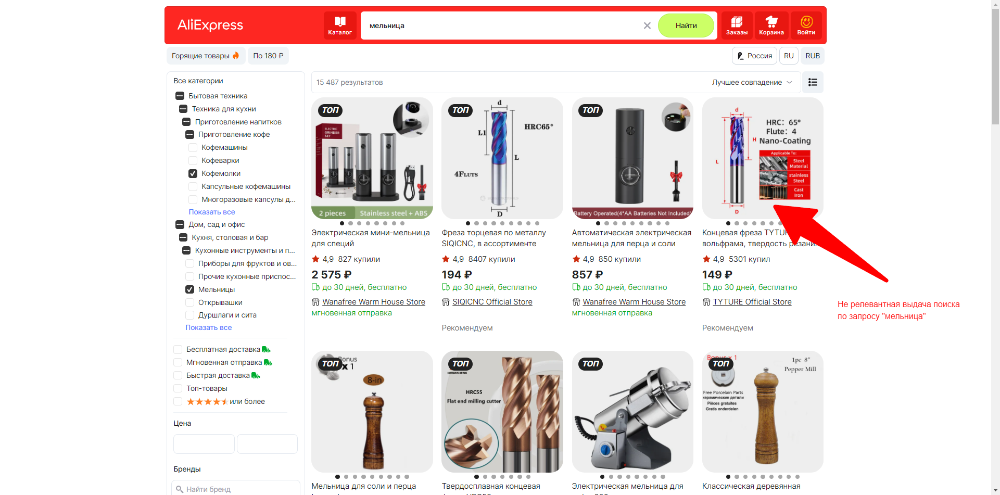 AliExpress
Каталог
мельница
Найти
Заказы
Корзина
Войти
Горящие товары
По 180 ₽
Россия
RU
RUB
Все категории
Бытовая техника
Техника для кухни
Приготовление напитков
Приготовление кофе
Кофемашины
Кофеварки
Кофемолки
Капсульные кофемашины
Многоразовые капсулы д...
Показать все
Дом, сад и офис
Кухня, столовая и бар
Кухонные инструменты и п...
Приборы для фруктов и ов...
Прочие кухонные приспос...
Мельницы
Открывашки
Дуршлаги и сита
Показать все
Бесплатная доставка
Мгновенная отправка
Быстрая доставка
Топ-товары
или более
Цена
Бренды
Найти бренд
15 487 результатов
Лучшее совпадение
ТОП
ELECTRIC
GRINDER
SET
2 pieces
Stainless steel + ABS
Электрическая мини-мельница
для специй
4,9 827 купили
2 575 ₽
до 30 дней, бесплатно
Wanafree Warm House Store
мгновенная отправка
ТОП
d
HRC65°
L1
L
4FLUTS
D
Фреза торцевая по металлу
SIQICNC, в ассортименте
4,9 8407 купили
194 ₽
до 30 дней, бесплатно
SIQICNC Official Store
Рекомендуем
ТОП
Battery Operated(4*AA Batteries Not Included)
Автоматическая электрическая
мельница для перца и соли
4,9 850 купили
857 ₽
до 30 дней, бесплатно
Wanafree Warm House Store
мгновенная отправка
d
HRC: 65°
Flute: 4
H
Nano-Coating
Applicable To:
L
Steel
Material
stainless
Steel
Cast
Iron
D
Концевая фреза TYTUR
вольфрама, твердость резани...
4,9 5301 купил
149 ₽
до 30 дней, бесплатно
TYTURE Official Store
Рекомендуем
Не релевантная выдача поиска
по запросу "мельница"
ТОП
Bonus
x 1
8-in
Мельница для соли и перца
ТОП
HONGSHENG
HRC55
Flat end milling cutter
Твердосплавная концевая
ТОП
Электрическая мельница для
Bonus x 1
ТОП
1pc 8"
Pepper Mill
Free Porcelain Parts
керамические детали
Pièces gratuites
Gratis onderdelen
Классическая деревянная